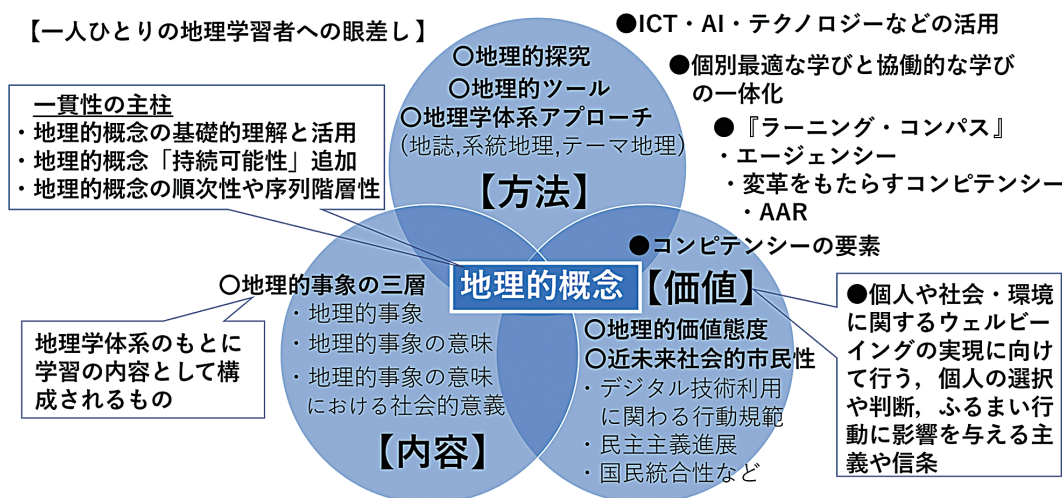 【一人ひとりの地理学習者への眼差し】
一貫性の主柱
・地理的概念の基礎的理解と活用
・地理的概念「持続可能性」追加
・地理的概念の順次性や序列階層性
〇地理的探究
〇地理的ツール
〇地理学体系アプローチ
(地誌,系統地理,テーマ地理)
【方法】
●ICT・AI・テクノロジーなどの活用
●個別最適な学びと協働的な学び
の一体化
●『ラーニング・コンパス』
・エージェンシー
・変革をもたらすコンピテンシー
・AAR
●コンピテンシーの要素
地理的概念
〇地理的事象の三層
・地理的事象
・地理的事象の意味
・地理的事象の意味
における社会的意義
【内容】
地理学体系のもとに
学習の内容として構
成されるもの
【価値】
〇地理的価値態度
〇近未来社会的市民性
・デジタル技術利用
に関わる行動規範
・民主主義進展
・国民統合性など
●個人や社会・環境
に関するウェルビー
イングの実現に向け
て行う，個人の選択
や判断，ふるまい行
動に影響を与える主
義や信条